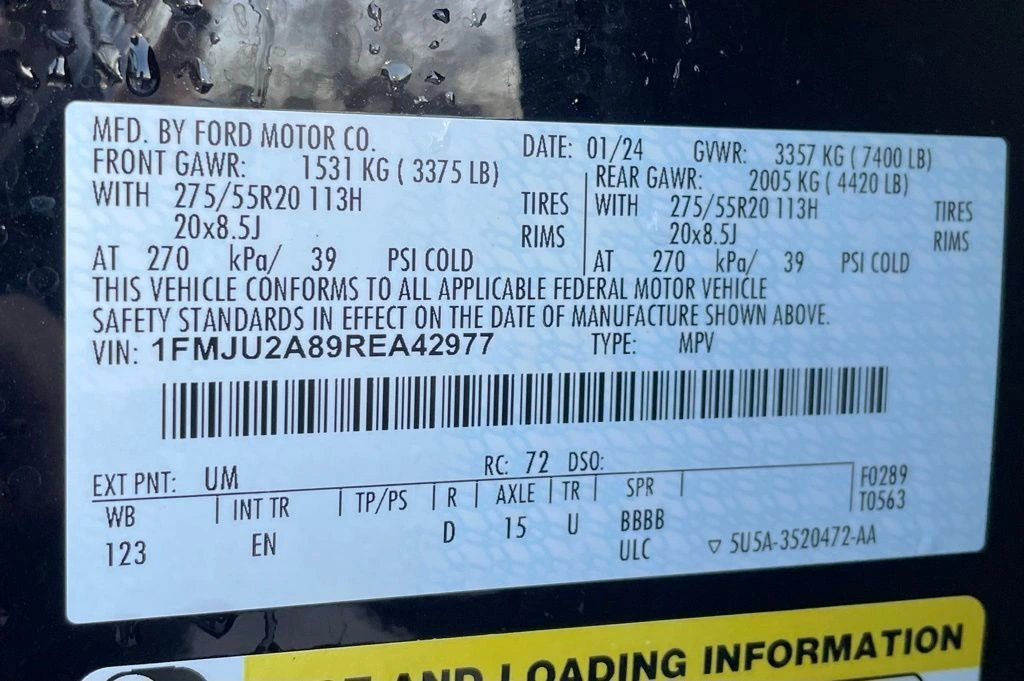 MFD. BY FORD MOTOR CO. DATE: 01/24 GVWR: 3357 KG ( 7400 LB)
FRONT GAWR: 1531 KG ( 3375 LB) REAR GAWR: 2005 KG ( 4420 LB)
WITH 275/55R20 113H TIRES WITH 275/55R20 113H TIRES
20x8.5J RIMS 20x8.5J RIMS
AT 270 kPa/ 39 PSI COLD AT 270 kPa/ 39 PSI COLD
THIS VEHICLE CONFORMS TO ALL APPLICABLE FEDERAL MOTOR VEHICLE
SAFETY STANDARDS IN EFFECT ON THE DATE OF MANUFACTURE SHOWN ABOVE.
VIN: 1FMJU2A89REA42977 TYPE: MPV
EXT PNT: UM RC: 72 DSO: F0289
WB INT TR TP/PS R AXLE TR SPR T0563
123 EN D 15 U BBBB
ULC 5U5A-3520472-AA
AND LOADING INFORMATION